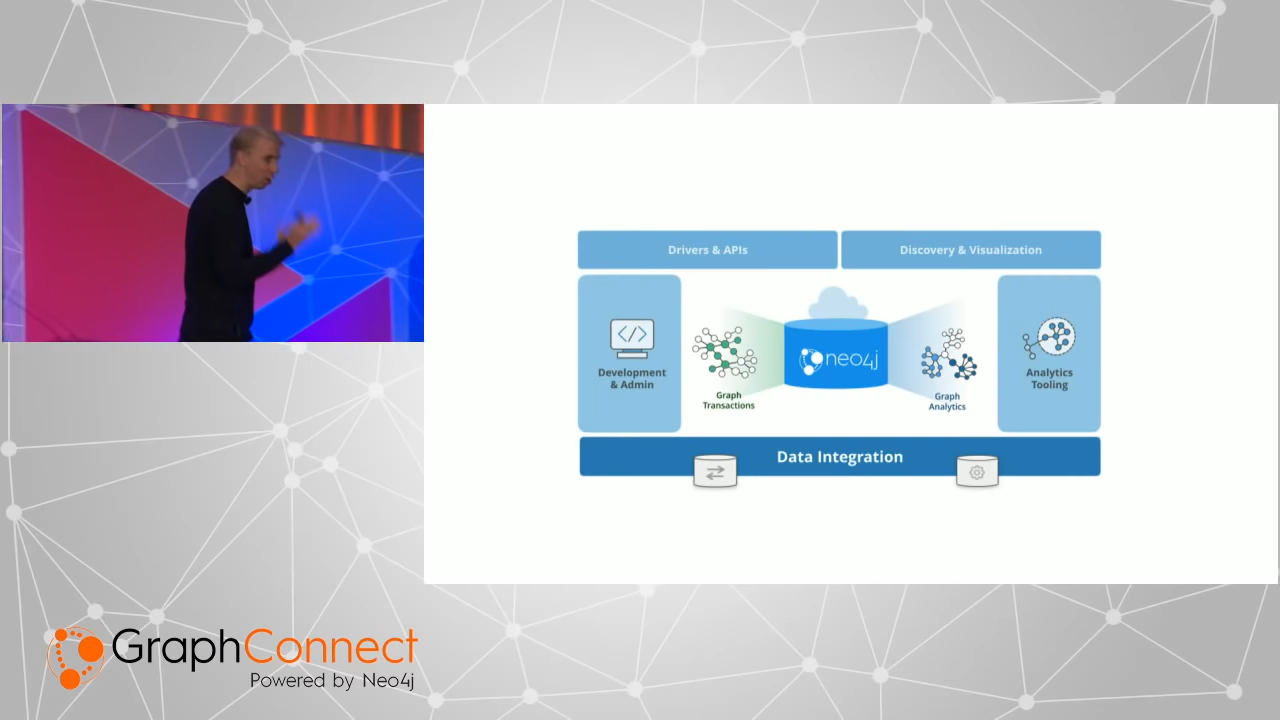 Drivers & APIs
Discovery & Visualization
</>
Development
& Admin
Graph
Transactions
neo4j
Graph
Analytics
Analytics
Tooling
Data Integration
GraphConnect
Powered by Neo4j